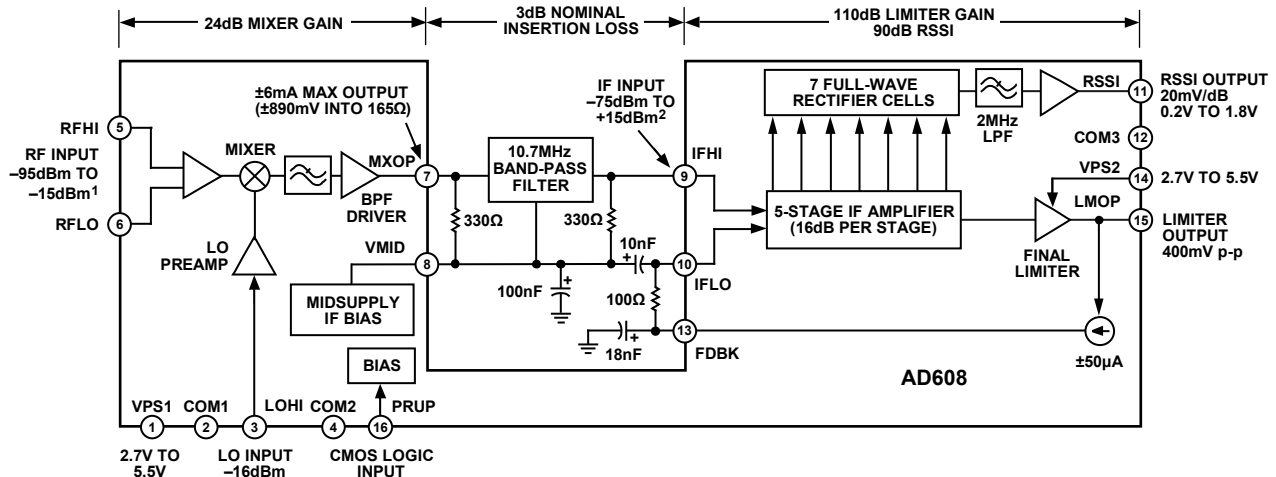 24dB MIXER GAIN
3dB NOMINAL
INSERTION LOSS
110dB LIMITER GAIN
90dB RSSI
±6mA MAX OUTPUT
(±890mV INTO 165Ω)
IF INPUT
–75dBm TO
+15dBm2
7 FULL-WAVE
RECTIFIER CELLS
2MHz
LPF
RSSI
11
RSSI OUTPUT
20mV/dB
0.2V TO 1.8V
COM3
12
RFHI
5
RF INPUT
–95dBm TO
–15dBm1
RFLO
6
MIXER
BPF
DRIVER
MXOP
7
10.7MHz
BAND-PASS
FILTER
IFHI
9
VPS2
14
2.7V TO 5.5V
330Ω
330Ω
5-STAGE IF AMPLIFIER
(16dB PER STAGE)
LMOP
15
LIMITER
OUTPUT
400mV p-p
FINAL
LIMITER
LO
PREAMP
VMID
8
10nF
+
10
IFLO
MIDSUPPLY
IF BIAS
100nF
+
100Ω
18nF
+
13
FDBK
±50µA
BIAS
AD608
VPS1
COM1
LOHI
COM2
PRUP
1
2
3
4
16
2.7V TO
5.5V
LO INPUT
–16dBm
CMOS LOGIC
INPUT